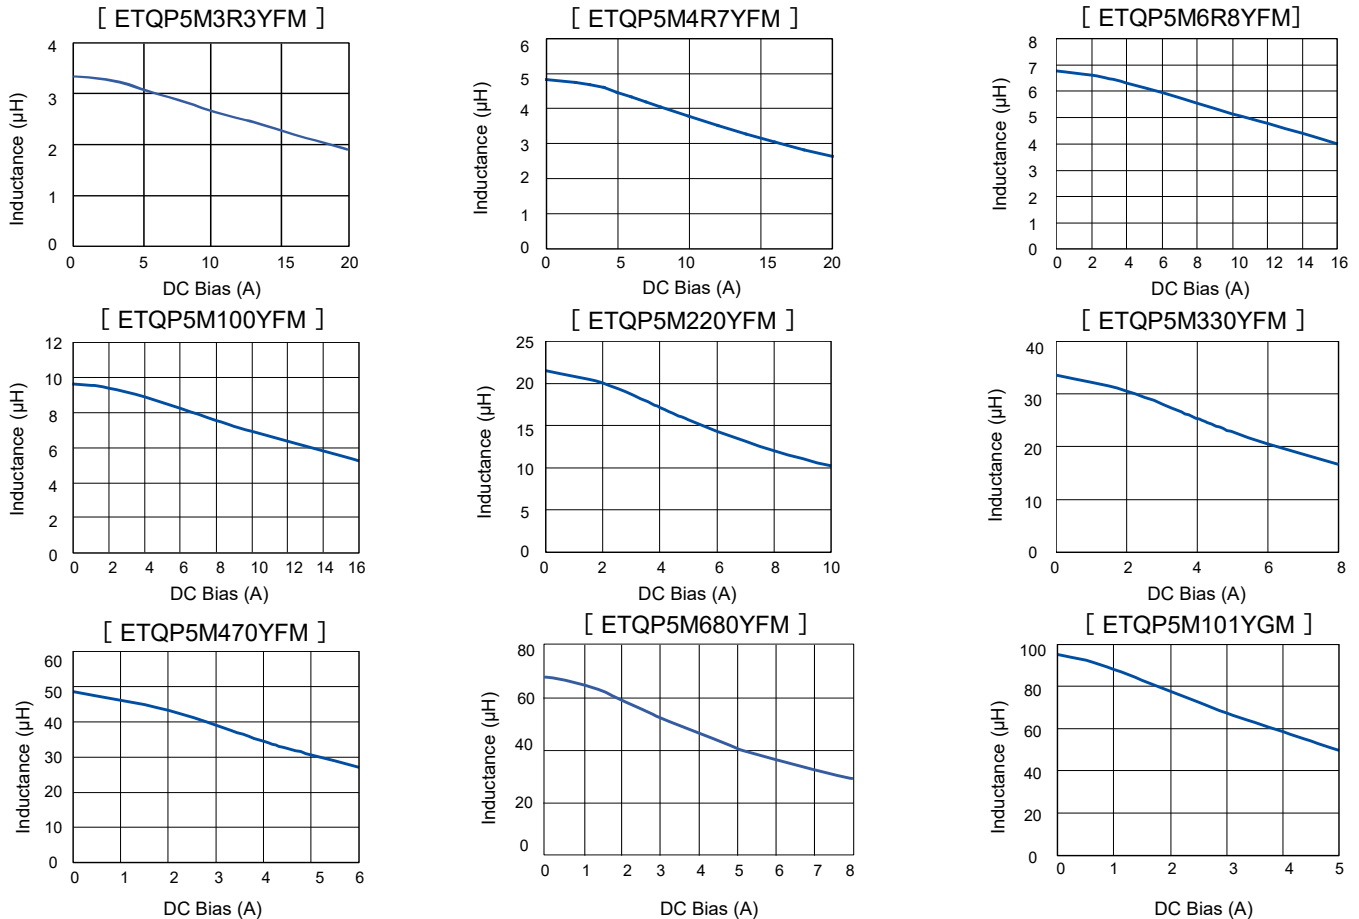 [ ETQP5M3R3YFM ]
4
3
2
1
0
0 5 10 15 20
Inductance (µH)
DC Bias (A)
[ ETQP5M4R7YFM ]
6
5
4
3
2
1
0
0 5 10 15 20
Inductance (µH)
DC Bias (A)
[ ETQP5M6R8YFM]
8
7
6
5
4
3
2
1
0
0 2 4 6 8 10 12 14 16
Inductance (µH)
DC Bias (A)
[ ETQP5M100YFM ]
12
10
8
6
4
2
0
0 2 4 6 8 10 12 14 16
Inductance (µH)
DC Bias (A)
[ ETQP5M220YFM ]
25
20
15
10
5
0
0 2 4 6 8 10
Inductance (µH)
DC Bias (A)
[ ETQP5M330YFM ]
40
30
20
10
0
0 2 4 6 8
Inductance (µH)
DC Bias (A)
[ ETQP5M470YFM ]
60
50
40
30
20
10
0
0 1 2 3 4 5 6
Inductance (µH)
DC Bias (A)
[ ETQP5M680YFM ]
80
60
40
20
0
0 1 2 3 4 5 6 7 8
Inductance (µH)
DC Bias (A)
[ ETQP5M101YGM ]
100
80
60
40
20
0
0 1 2 3 4 5
Inductance (µH)
DC Bias (A)